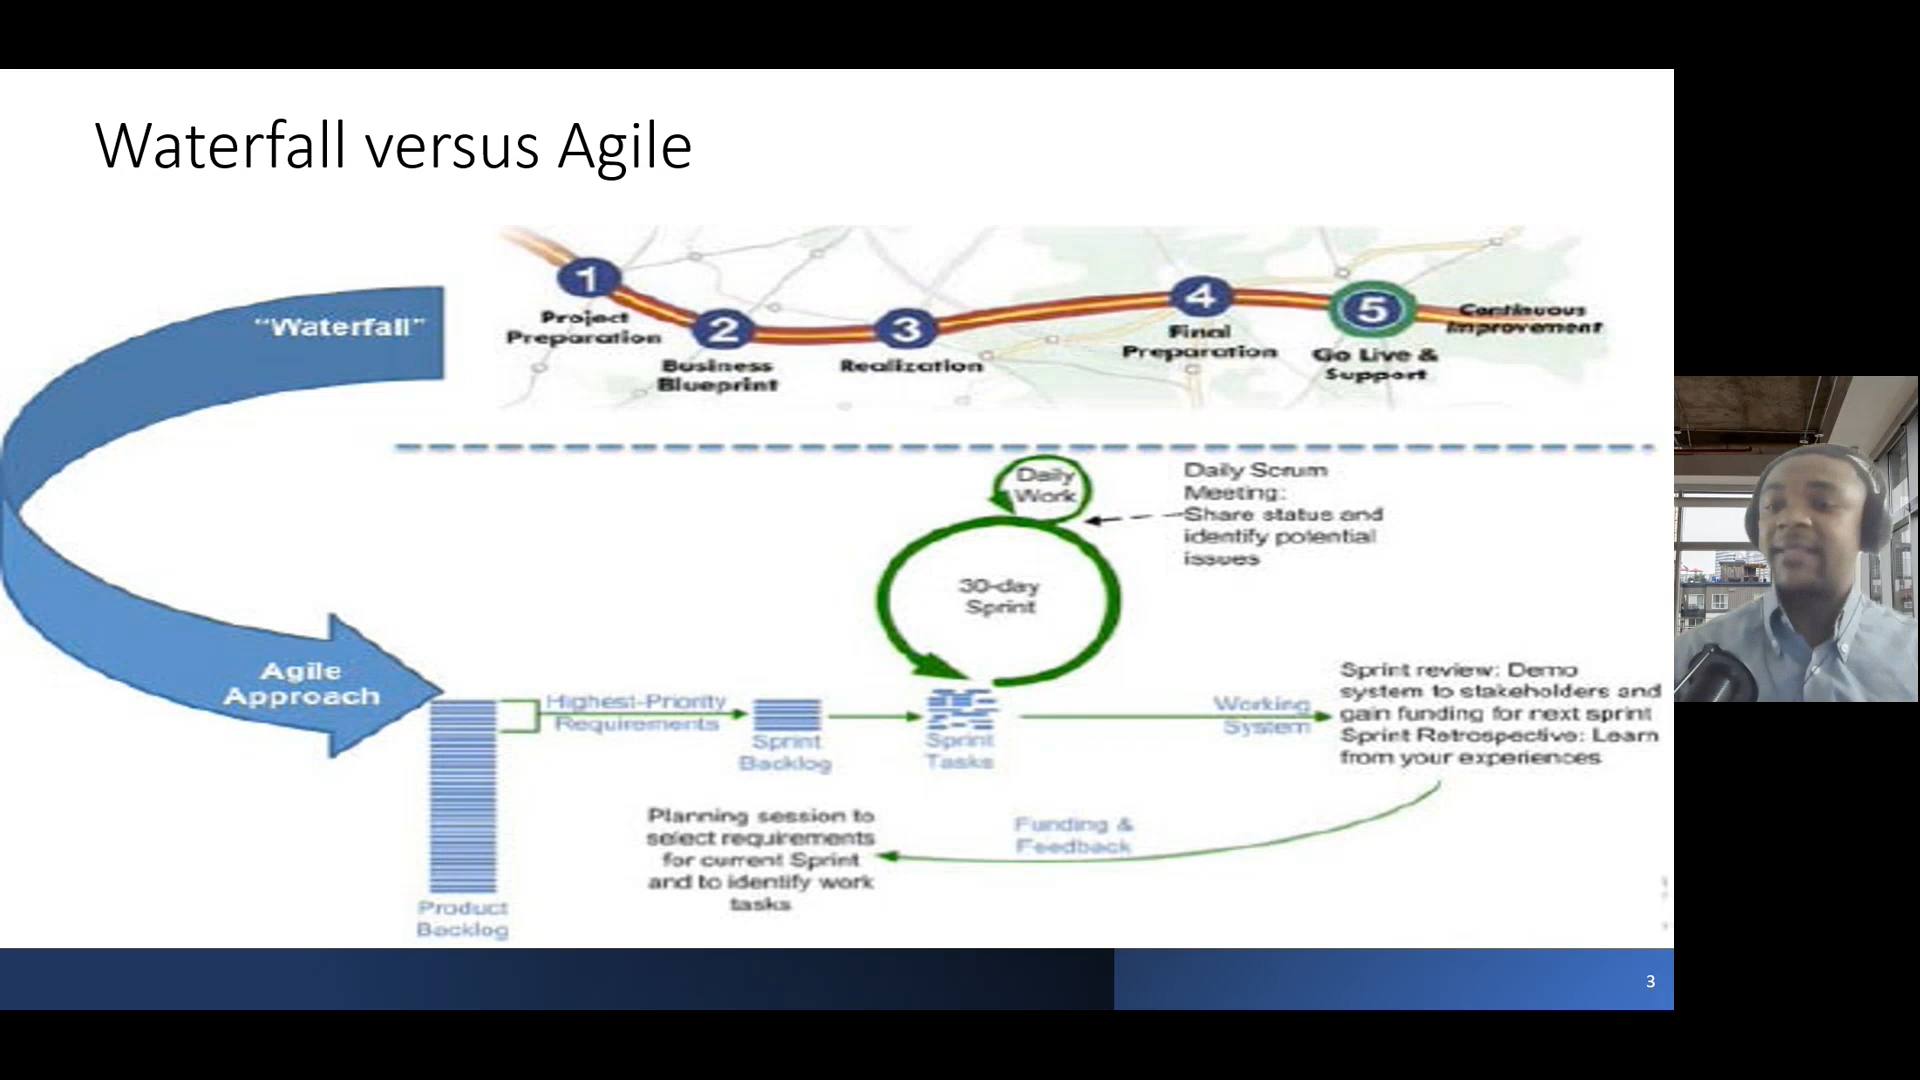 Waterfall versus Agile
"Waterfall"
1
Project
Preparation
2
Business
Blueprint
3
Realization
4
Final
Preparation
5
Go Live &
Support
Continuous
Improvement
Daily
Work
Daily Scrum
Meeting:
Share status and
identify potential
issues
30-day
Sprint
Agile
Approach
Highest-Priority
Requirements
Sprint
Backlog
Sprint
Tasks
Working
System
Sprint review: Demo
system to stakeholders and
gain funding for next sprint
Sprint Retrospective: Learn
from your experiences
Planning session to
select requirements
for current Sprint
and to identify work
tasks
Funding &
Feedback
Product
Backlog
3